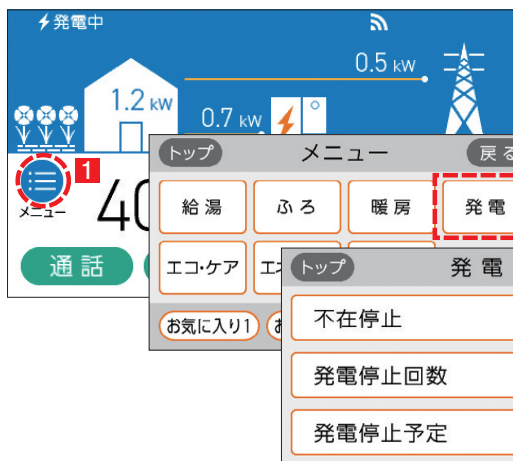 発電中
0.5 kW
1.2 kW
0.7 kW
1
メニュー
40
通話
トップ メニュー 戻る
給湯 ふろ 暖房 発電
エコ・ケア
お気に入り1
トップ 発電
不在停止
発電停止回数
発電停止予定